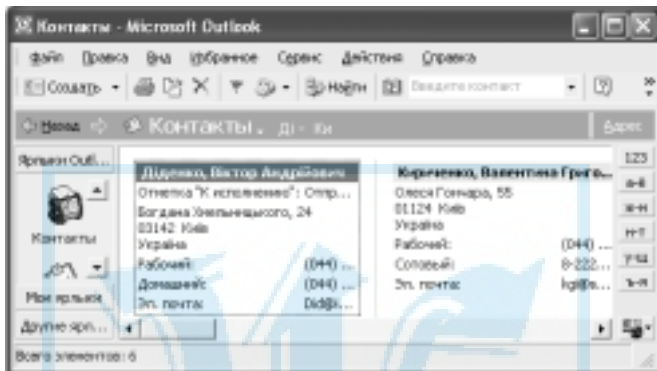 Контакты - Microsoft Outlook
Файл Правка Вид Избранное Сервис Действия Справка
Создать Найти Введите контакт
Назад Контакты. Ді - Ки Адрес
Ярлыки Outl...
Контакты
Мои ярлыки
Другие ярл...
Діденко, Віктор Андрійович
Отметка "К исполнению": Отпр...
Богдана Хмельницкого, 24
03142 Київ
Україна
Рабочий: (044) ...
Домашний: (044) ...
Эл. почта: Did@i...
Кириченко, Валентина Григо...
Олеся Гончара, 55
01124 Київ
Україна
Рабочий: (044) ...
Сотовый: 8-222...
Эл. почта:
123
Всего элементов: 6